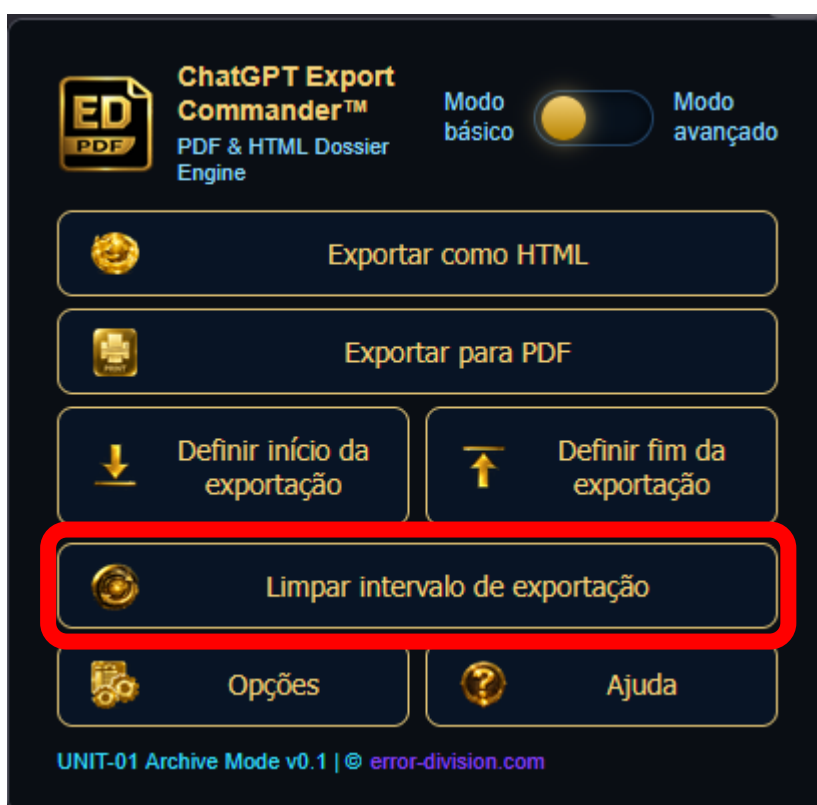 ChatGPT Export
Commander™
PDF & HTML Dossier
Engine
ED
PDF
Modo
básico
Modo
avançado
Exportar como HTML
PRINT
Exportar para PDF
Definir início da
exportação
Definir fim da
exportação
Limpar intervalo de exportação
Opções
Ajuda
UNIT-01 Archive Mode v0.1 | © error-division.com